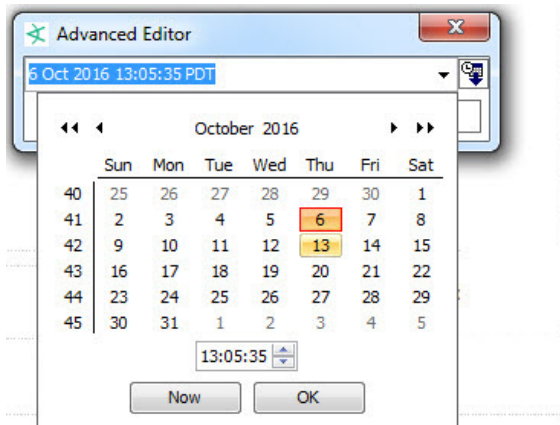 Advanced Editor
6 Oct 2016 13:05:35 PDT
October 2016
Sun Mon Tue Wed Thu Fri Sat
40 25 26 27 28 29 30 1
41 2 3 4 5 6 7 8
42 9 10 11 12 13 14 15
43 16 17 18 19 20 21 22
44 23 24 25 26 27 28 29
45 30 31 1 2 3 4 5
13:05:35
Now OK